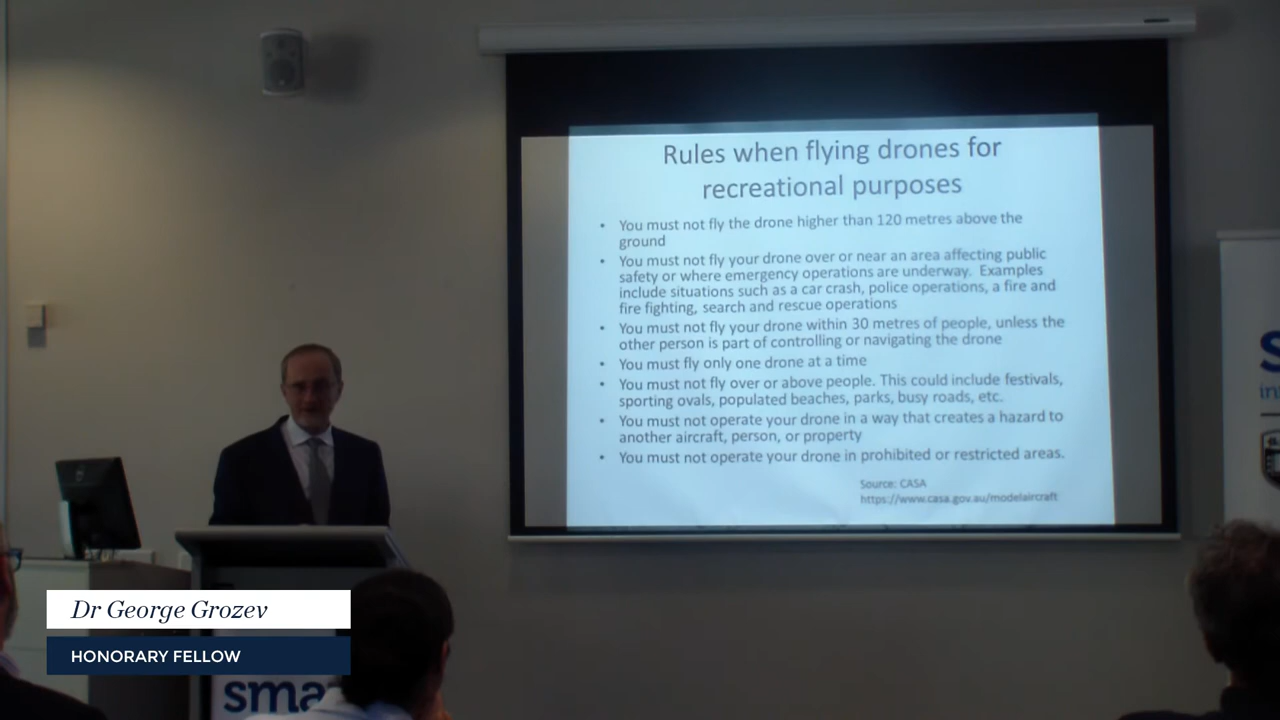 Rules when flying drones for
recreational purposes
• You must not fly the drone higher than 120 metres above the
ground
• You must not fly your drone over or near an area affecting public
safety or where emergency operations are underway. Examples
include situations such as a car crash, police operations, a fire and
fire fighting, search and rescue operations
• You must not fly your drone within 30 metres of people, unless the
other person is part of controlling or navigating the drone
• You must fly only one drone at a time
• You must not fly over or above people. This could include festivals,
sporting ovals, populated beaches, parks, busy roads, etc.
• You must not operate your drone in a way that creates a hazard to
another aircraft, person, or property
• You must not operate your drone in prohibited or restricted areas.
Source: CASA
https://www.casa.gov.au/modelaircraft
Dr George Grozev
HONORARY FELLOW
sma